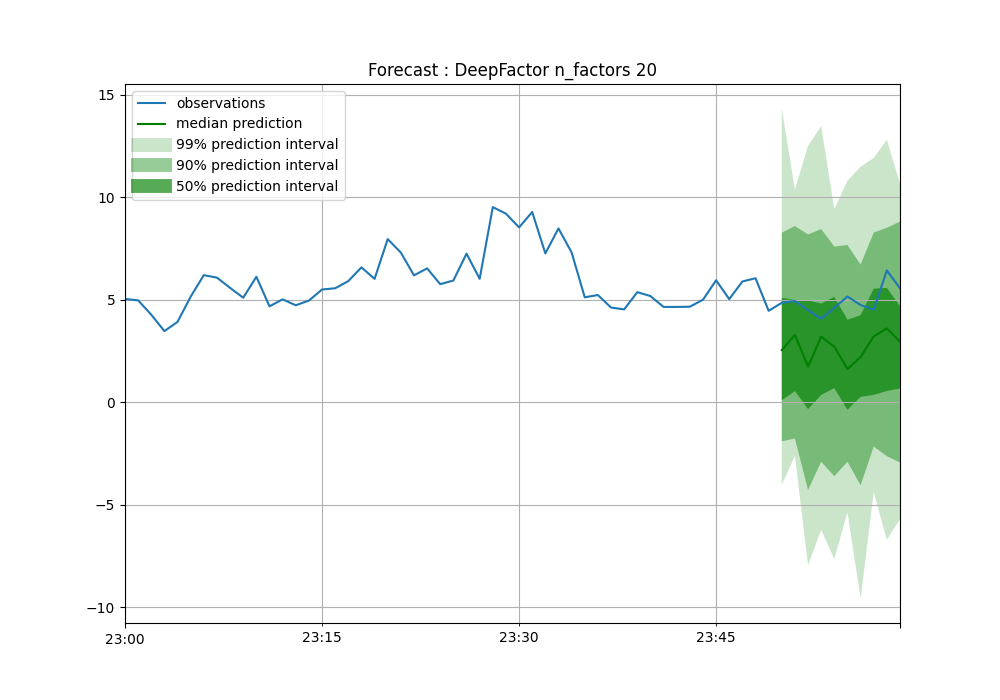 Forecast : DeepFactor n_factors 20
observations
median prediction
99% prediction interval
90% prediction interval
50% prediction interval
15
10
5
0
−5
−10
23:00
23:15
23:30
23:45